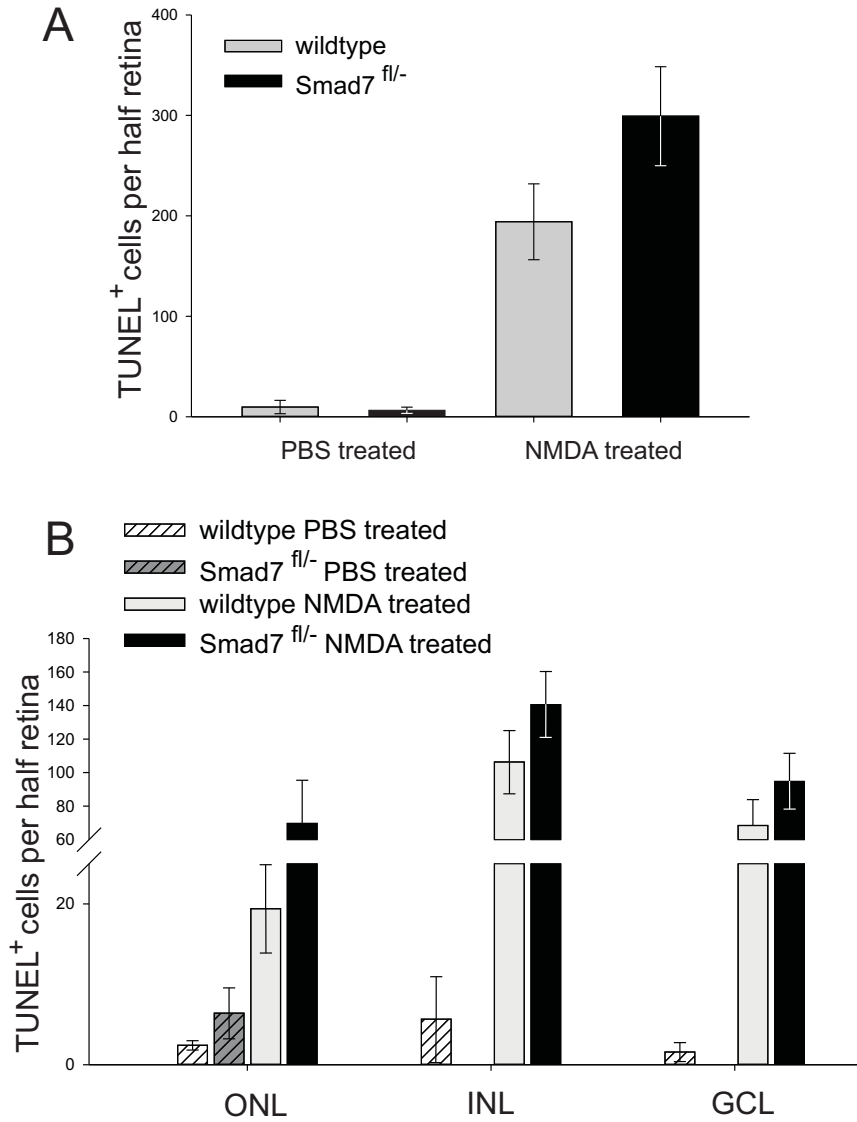 A
wildtype
Smad7 fl/-
TUNEL+ cells per half retina
400
300
200
100
0
PBS treated
NMDA treated
B
wildtype PBS treated
Smad7 fl/- PBS treated
wildtype NMDA treated
Smad7 fl/- NMDA treated
TUNEL+ cells per half retina
180
160
140
120
100
80
60
20
0
ONL
INL
GCL